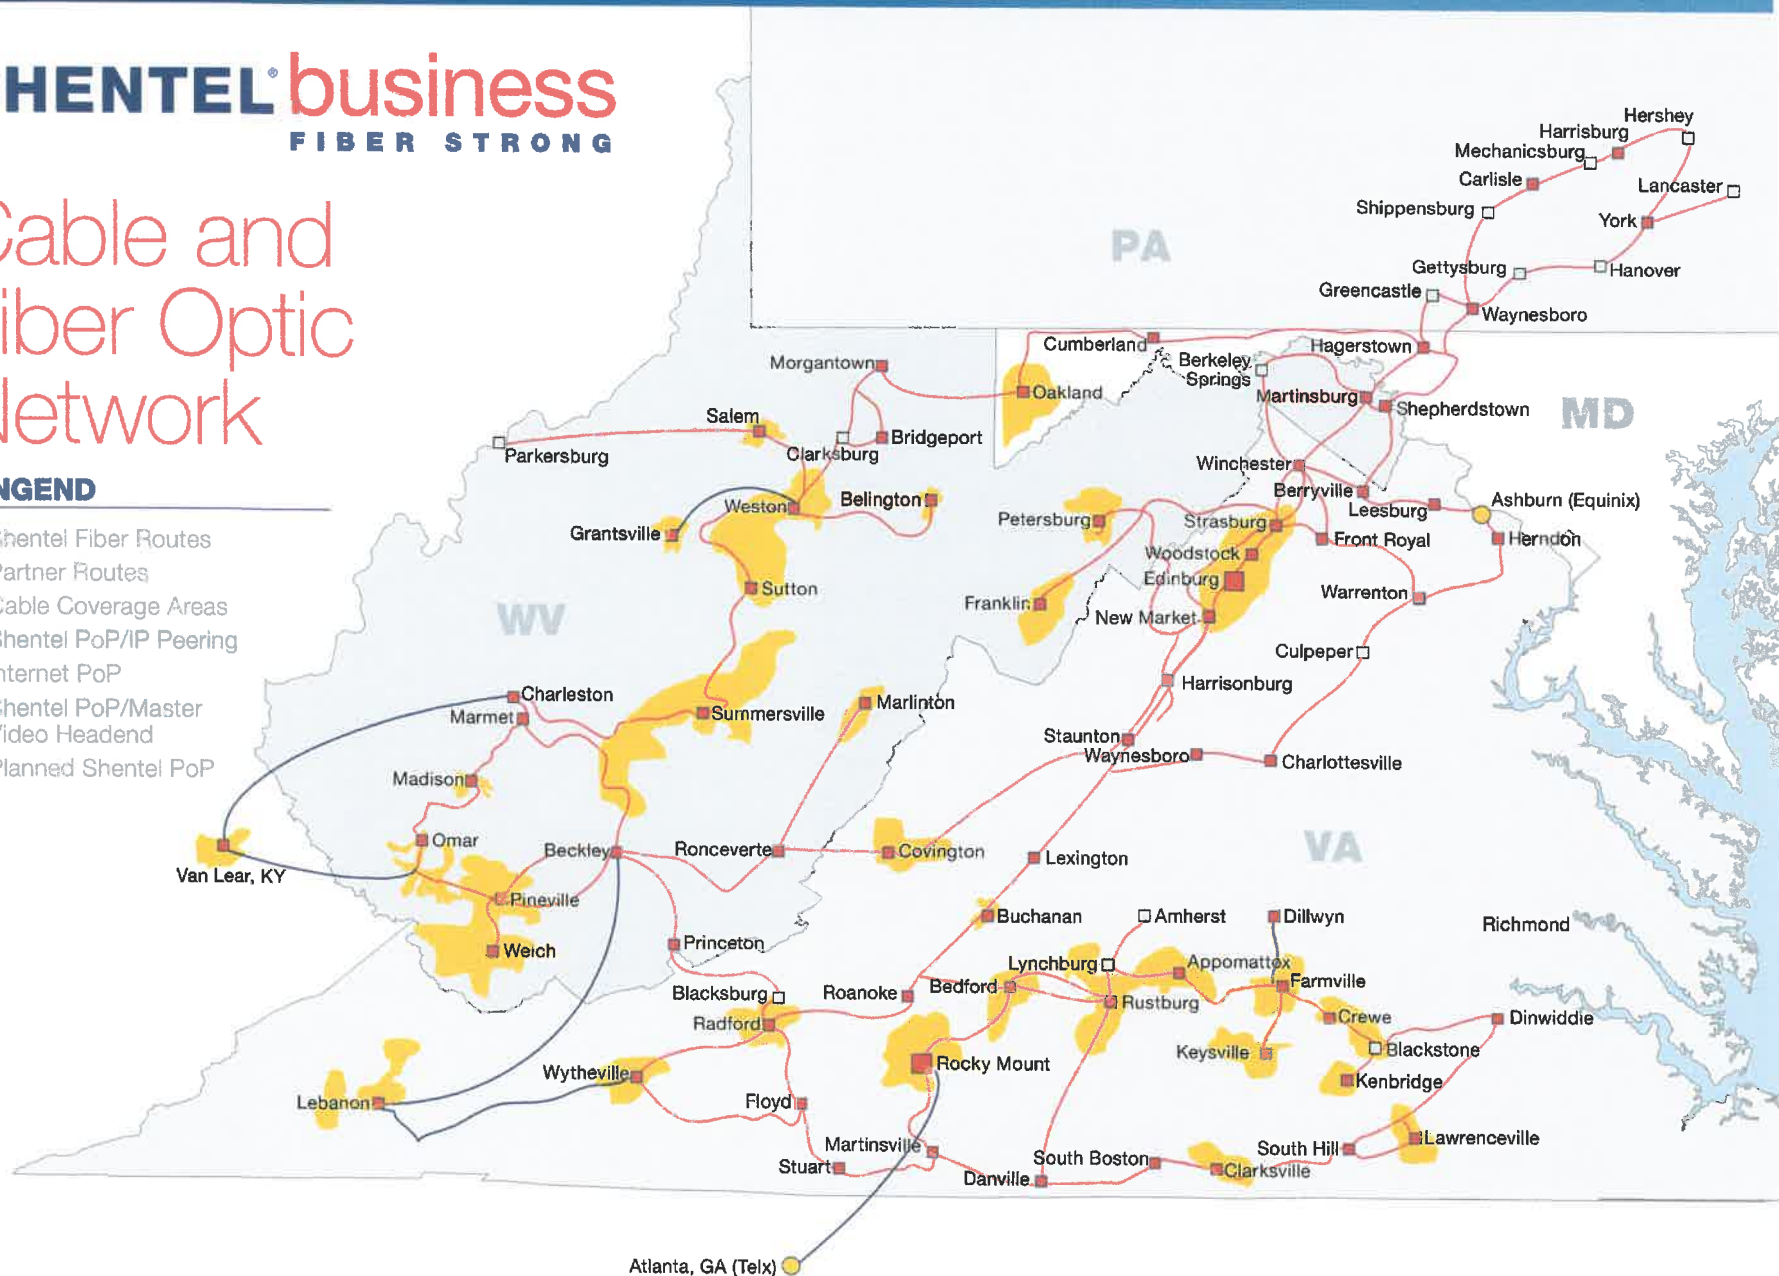 HENTEL® business
FIBER STRONG
Cable and
iber Optic
Network
GEND
hentel Fiber Routes
artner Routes
able Coverage Areas
hentel PoP/IP Peering
nternet PoP
hentel PoP/Master
ideo Headend
lanned Shentel PoP
PA
MD
WV
VA
Hershey
Harrisburg
Mechanicsburg
Carlisle
Lancaster
Shippensburg
York
Gettysburg
Hanover
Greencastle
Waynesboro
Cumberland
Hagerstown
Berkeley
Springs
Morgantown
Oakland
Martinsburg
Shepherdstown
Salem
Parkersburg
Clarksburg
Bridgeport
Winchester
Berryville
Leesburg
Ashburn (Equinix)
Weston
Belington
Grantsville
Petersburg
Strasburg
Front Royal
Herndon
Woodstock
Edinburg
Sutton
Franklin
New Market
Warrenton
Culpeper
Harrisonburg
Charleston
Marmet
Summersville
Marlinton
Staunton
Waynesboro
Charlottesville
Madison
Omar
Beckley
Ronceverte
Covington
Lexington
Van Lear, KY
Pineville
Buchanan
Amherst
Dillwyn
Richmond
Welch
Princeton
Lynchburg
Appomattox
Blacksburg
Roanoke
Bedford
Rustburg
Farmville
Radford
Crewe
Dinwiddie
Keysville
Blackstone
Rocky Mount
Wytheville
Kenbridge
Lebanon
Floyd
Martinsville
Lawrenceville
South Hill
Stuart
South Boston
Clarksville
Danville
Atlanta, GA (Telx)